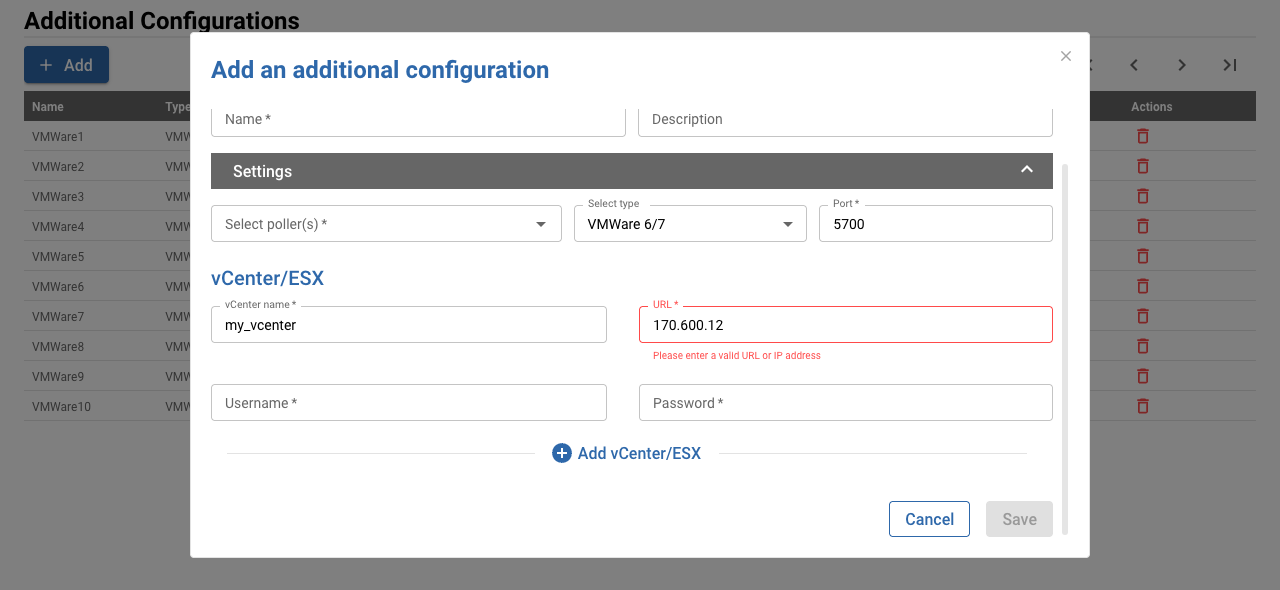 Additional Configurations
+ Add
Name Type Actions
Add an additional configuration
Name * Description
Settings
Select poller(s) * Select type VMWare 6/7 Port * 5700
vCenter/ESX
vCenter name * URL *
my_vcenter 170.600.12
Please enter a valid URL or IP address
Username * Password *
Add vCenter/ESX
Cancel Save
VMWare1 VMW
VMWare2 VMW
VMWare3 VMW
VMWare4 VMW
VMWare5 VMW
VMWare6 VMW
VMWare7 VMW
VMWare8 VMW
VMWare9 VMW
VMWare10 VMW